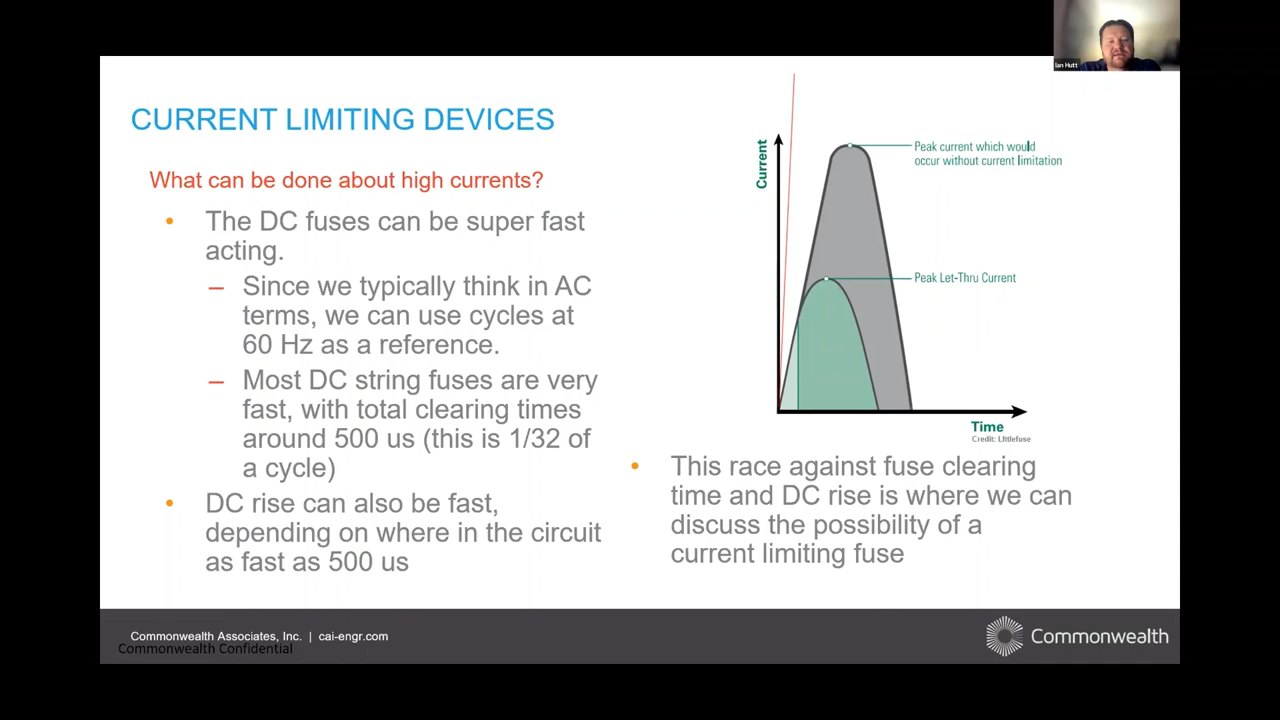 Ian Hutt
CURRENT LIMITING DEVICES
What can be done about high currents?
• The DC fuses can be super fast
acting.
– Since we typically think in AC
terms, we can use cycles at
60 Hz as a reference.
– Most DC string fuses are very
fast, with total clearing times
around 500 us (this is 1/32 of
a cycle)
• DC rise can also be fast,
depending on where in the circuit
as fast as 500 us
Current
Peak current which would
occur without current limitation
Peak Let-Thru Current
Time
Credit: Littlefuse
• This race against fuse clearing
time and DC rise is where we can
discuss the possibility of a
current limiting fuse
Commonwealth Associates, Inc. | cai-engr.com
Commonwealth Confidential
Commonwealth